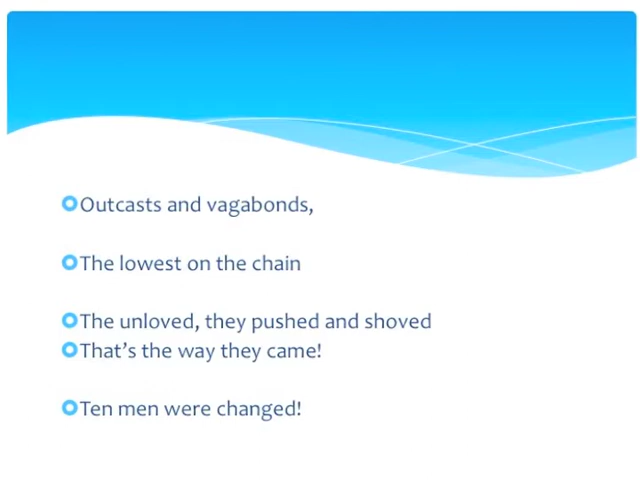 Outcasts and vagabonds,
The lowest on the chain
The unloved, they pushed and shoved
That’s the way they came!
Ten men were changed!